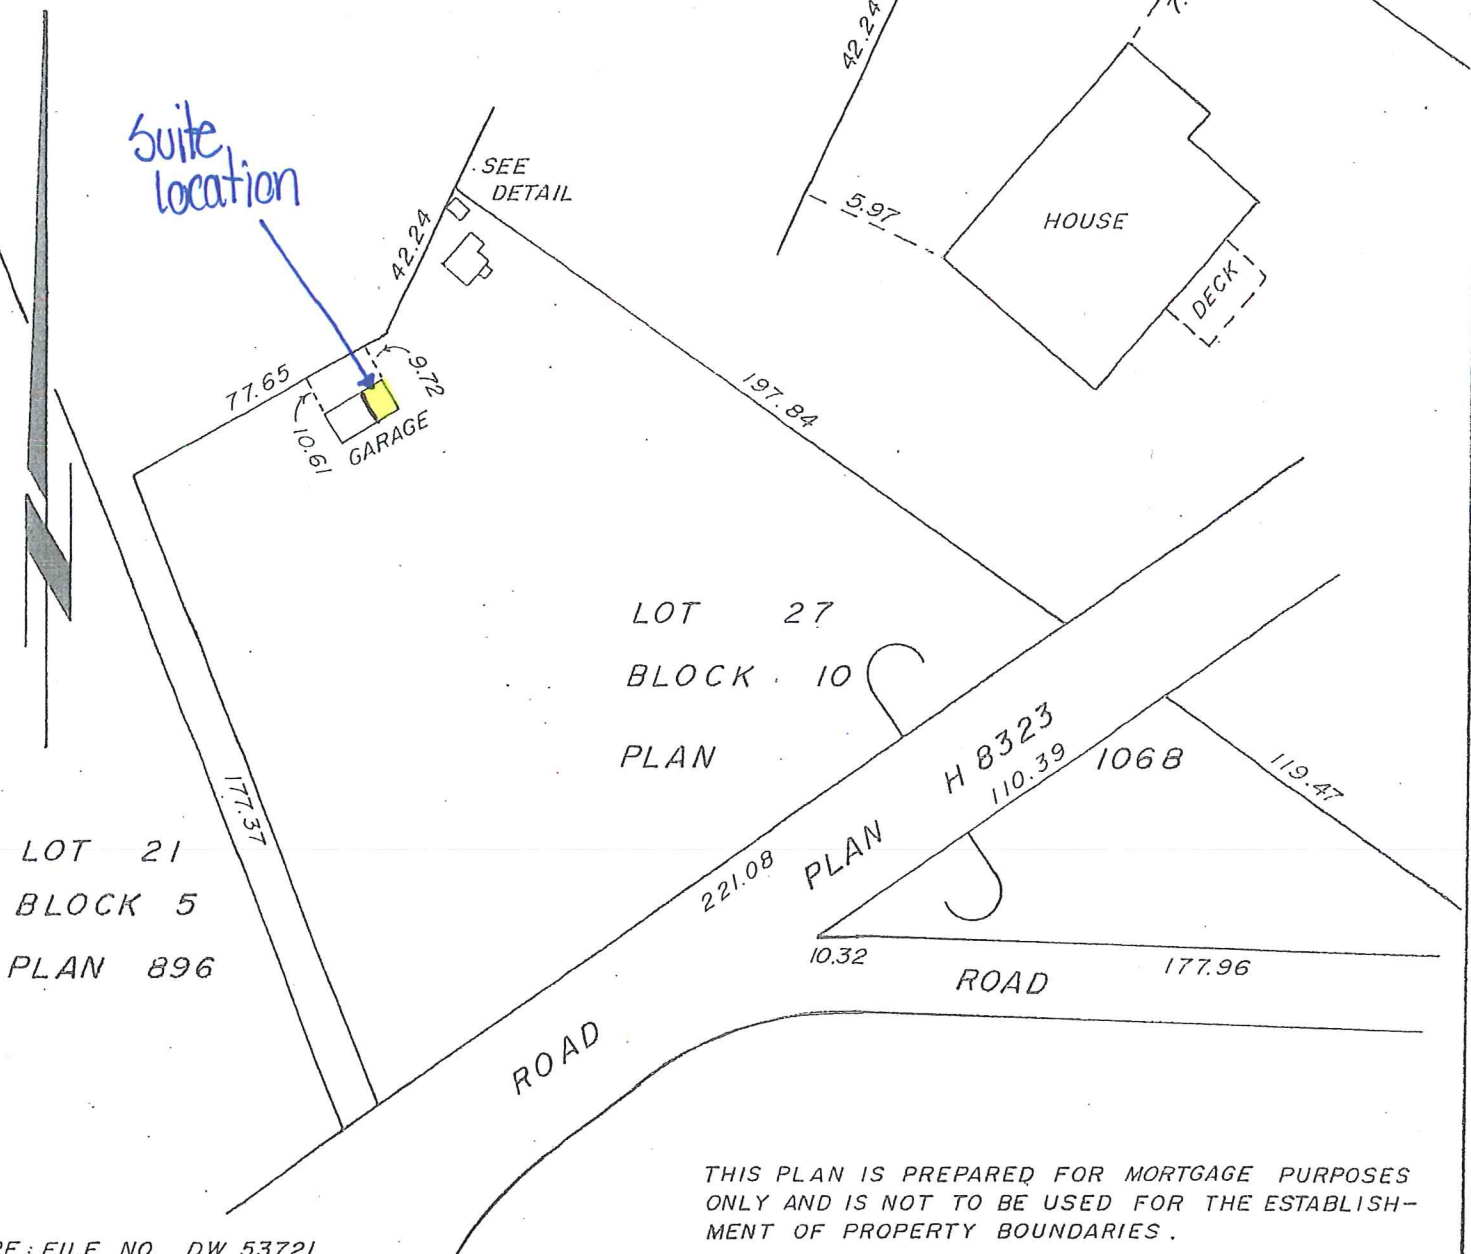 42.24
7.
Suite
location
SEE
DETAIL
42.24
5.97
HOUSE
DECK
77.65
9.72
10.61
GARAGE
197.84
LOT 27
BLOCK 10
PLAN
H 8323
110.39
1068
119.47
177.37
LOT 21
BLOCK 5
PLAN 896
221.08
PLAN
10.32
177.96
ROAD
ROAD
THIS PLAN IS PREPARED FOR MORTGAGE PURPOSES
ONLY AND IS NOT TO BE USED FOR THE ESTABLISH-
MENT OF PROPERTY BOUNDARIES.
RE: FILE NO. DW 53721